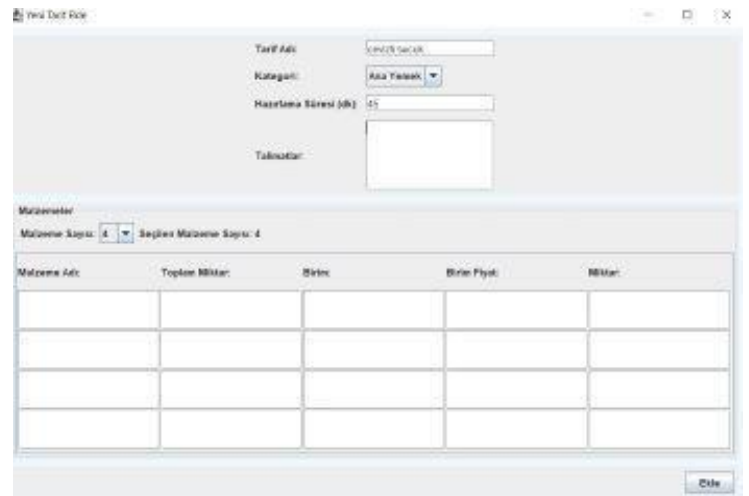 Yeni Tarif Ekle
Tarif Adı:
cevizli sucuk
Kategori: Ana Yemek
Hazırlama Süresi (dk): 45
Talimatlar:
Malzemeler
Malzeme Sayısı: 4 Seçilen Malzeme Sayısı: 4
Malzeme Adı: Toplam Miktar: Birim: Birim Fiyat: Miktar:
Ekle